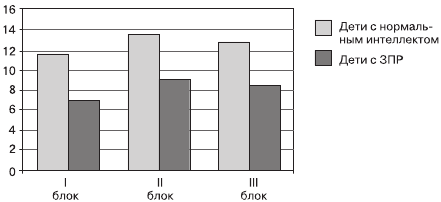 16
14
12
10
8
6
4
2
0
I
блок
II
блок
III
блок
Дети с нормаль-
ным интеллектом
Дети с ЗПР